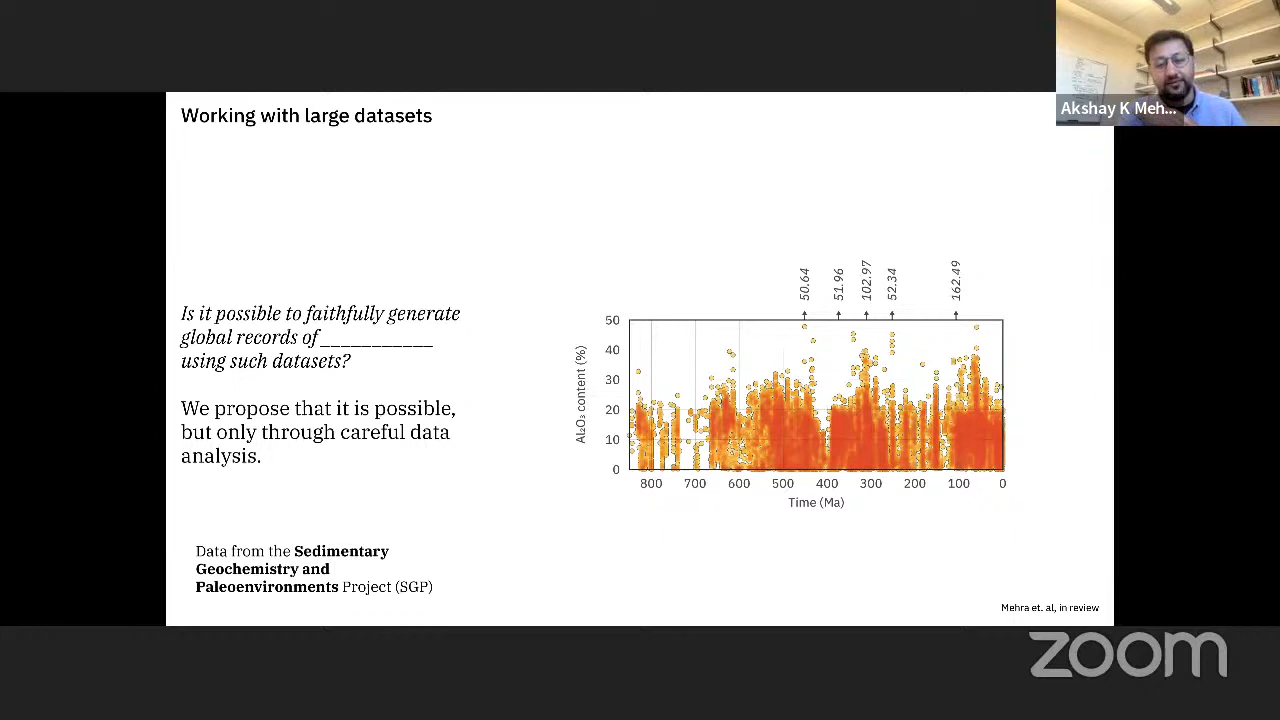 Akshay K Meh...
Working with large datasets
Is it possible to faithfully generate
global records of ___________
using such datasets?
We propose that it is possible,
but only through careful data
analysis.
Data from the Sedimentary
Geochemistry and
Paleoenvironments Project (SGP)
50.64
51.96
102.97
52.34
162.49
Al₂O₃ content (%)
50
40
30
20
10
0
800 700 600 500 400 300 200 100 0
Time (Ma)
Mehra et. al, in review
zoom